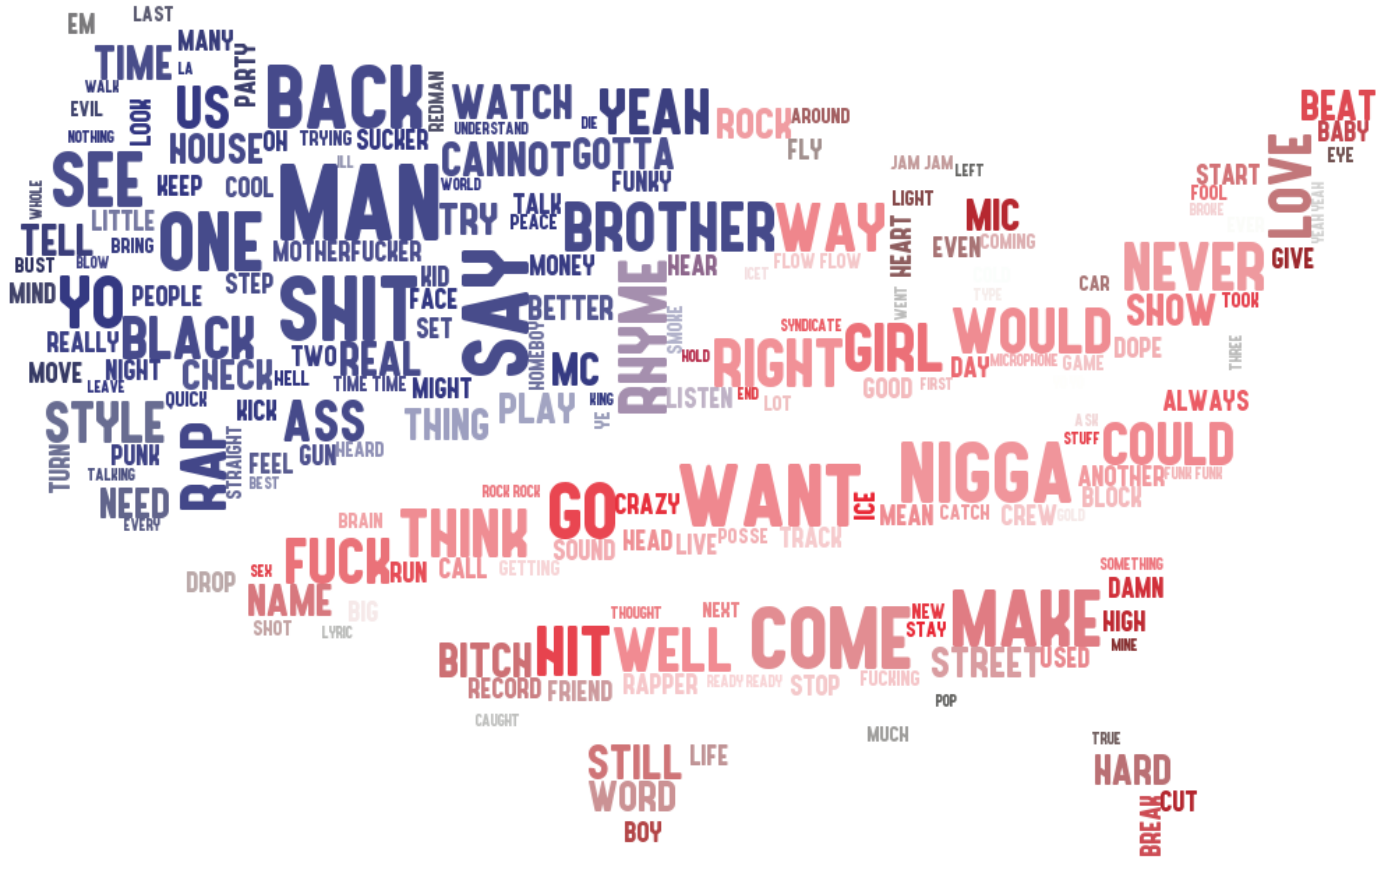 EM
LAST
TIME
MANY
LA
PARTY
WALK
EVIL
LOOK
US
BACK
REDMAN
WATCH
UNDERSTAND
DIE
YEAH
ROCK
AROUND
FLY
NOTHING
HOUSE
OH
TRYING
SUCKER
ILL
CANNOT
GOTTA
WORLD
FUNKY
SEE
WHOLE
KEEP
COOL
MAN
TRY
TALK
PEACE
BROTHER
WAY
LITTLE
TELL
BRING
ONE
MOTHERFUCKER
BUST
BLOW
STEP
KID
SAY
MONEY
HEAR
ICET
FLOW FLOW
MIND
YO
PEOPLE
SHIT
FACE
SET
BETTER
RHYME
SMOKE
HOMEBOY
REALLY
BLACK
TWO
REAL
MOVE
NIGHT
LEAVE
CHECK
HELL
TIME TIME
MIGHT
MC
KING
YE
QUICK
KICK
ASS
THING
PLAY
LISTEN
STYLE
TURN
PUNK
TALKING
RAP
STRAIGHT
FEEL
BEST
GUN
HEARD
NEED
EVERY
JAM JAM
LEFT
LIGHT
HEART
WENT
MIC
EVEN
COMING
TYPE
BEAT
BABY
EYE
LOVE
START
FOOL
BROKE
EVER
YEAH YEAH
GIVE
NEVER
CAR
SHOW
TOOK
THREE
SYNDICATE
HOLD
RIGHT
GIRL
WOULD
DAY
MICROPHONE
GAME
DOPE
END
LOT
GOOD
FIRST
ALWAYS
ASK
STUFF
COULD
ANOTHER
FUNK FUNK
BLOCK
NIGGA
ROCK ROCK
GO
CRAZY
WANT
ICE
MEAN
CATCH
CREW
GOLD
BRAIN
THINK
SOUND
HEAD
LIVE
POSSE
TRACK
DROP
SEX
FUCK
RUN
CALL
GETTING
NAME
BIG
SHOT
LYRIC
THOUGHT
NEXT
COME
NEW
STAY
MAKE
SOMETHING
DAMN
HIGH
MINE
BITCH
HIT
WELL
STREET
USED
RECORD
FRIEND
RAPPER
READY READY
STOP
FUCKING
POP
CAUGHT
MUCH
STILL
LIFE
WORD
BOY
TRUE
HARD
BREAK
CUT